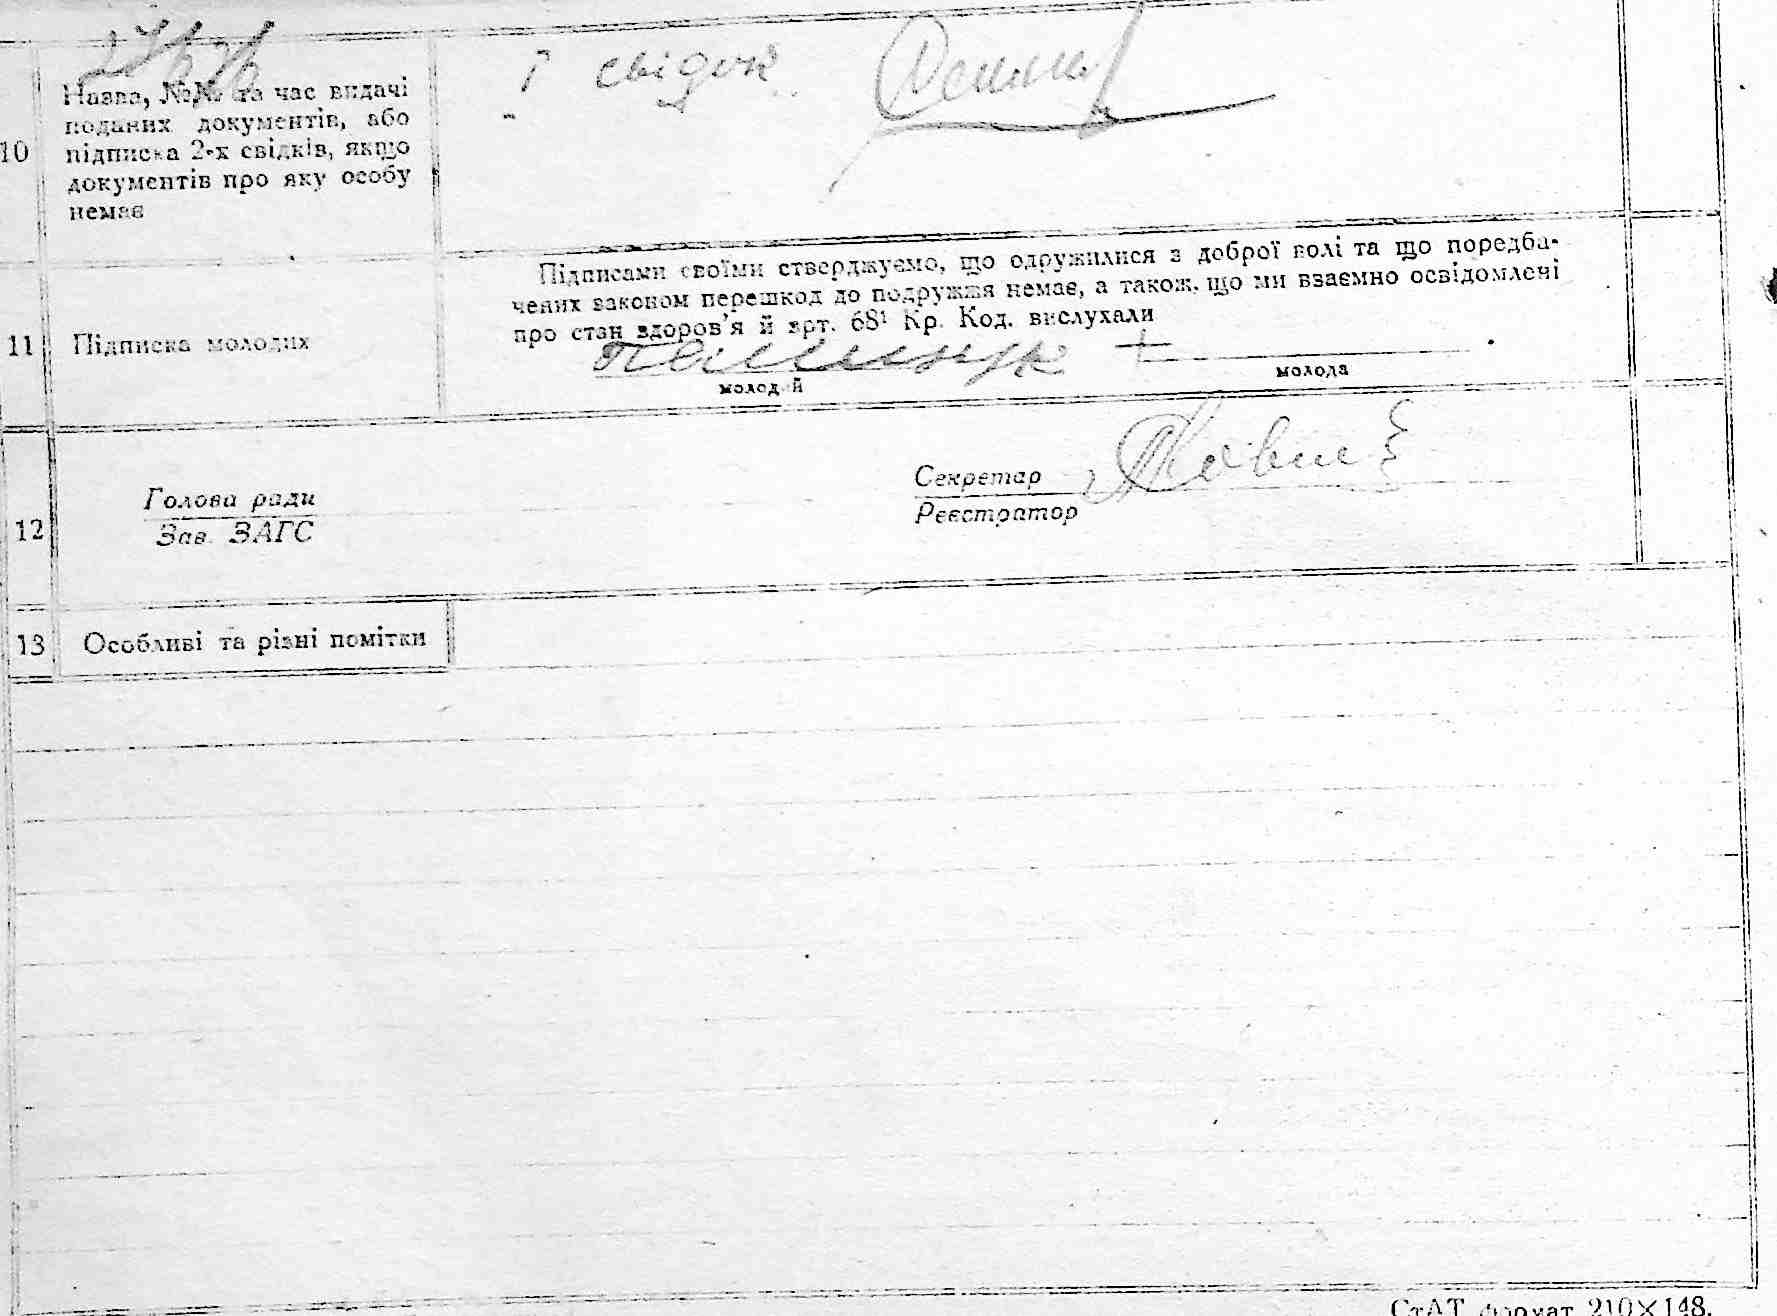 10
Назва, №№ та час видачі
поданих документів, або
підписка 2-х свідків, якщо
документів про яку особу
немає
і свідок
11
Підписка молодих
Підписами своїми стверджуємо, що одружилися з доброї волі та що передба-
чених законом перешкод до подружжя немає, а також, що ми взаємно освідомлені
про стан здоров'я й арт. 68¹ Кр. Код. вислухали
+
молодий
молода
12
Голова ради
Зав. ЗАГС
Секретар
Реєстратор
13
Особливі та різні помітки
СтАТ формат 210×148.